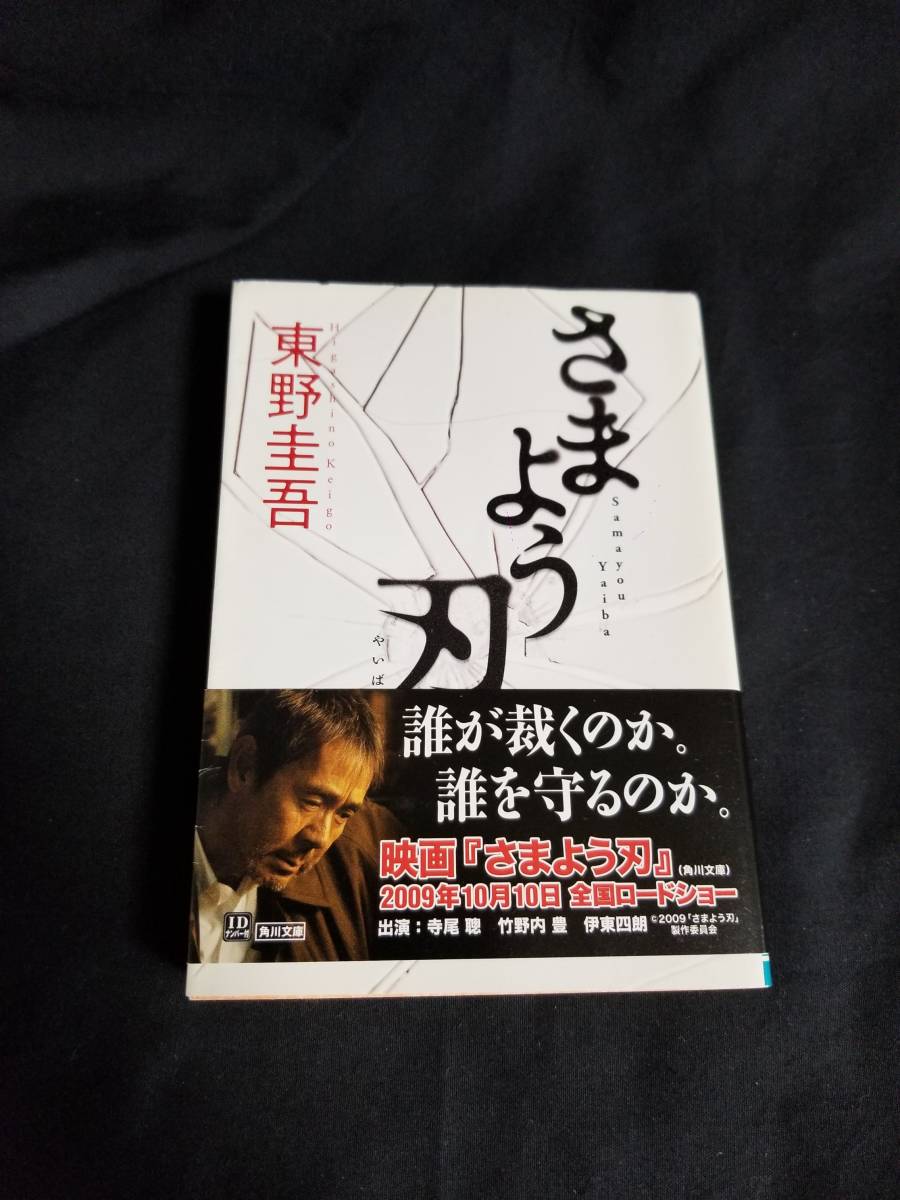 東野圭吾
Higashino Keigo
さまよう刃
Samayou
Yaiba
やいば
誰が裁くのか。
誰を守るのか。
映画『さまよう刃』(角川文庫)
2009年10月10日 全国ロードショー
出演：寺尾 聰 竹野内 豊 伊東四朗
©2009「さまよう刃」
製作委員会
ID
ナンバー付
角川文庫